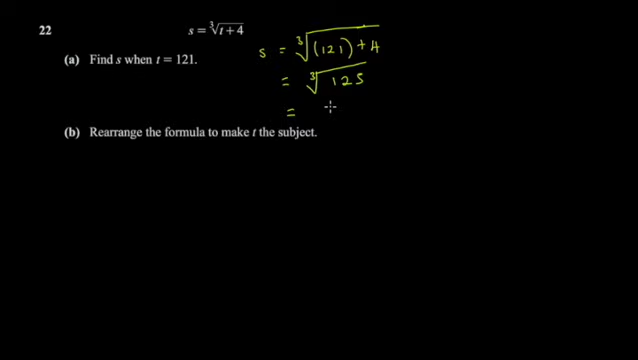 22 s = ∛(t + 4)
(a) Find s when t = 121.
s = ∛((121) + 4)
= ∛125
=
(b) Rearrange the formula to make t the subject.